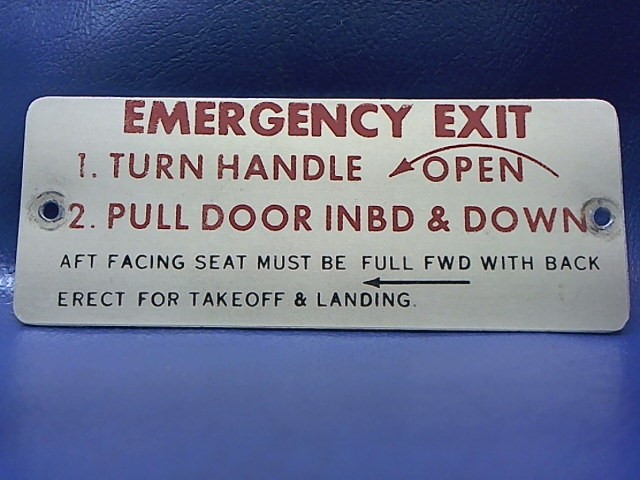 EMERGENCY EXIT
1. TURN HANDLE OPEN
2. PULL DOOR INBD & DOWN
AFT FACING SEAT MUST BE FULL FWD WITH BACK
ERECT FOR TAKEOFF & LANDING.